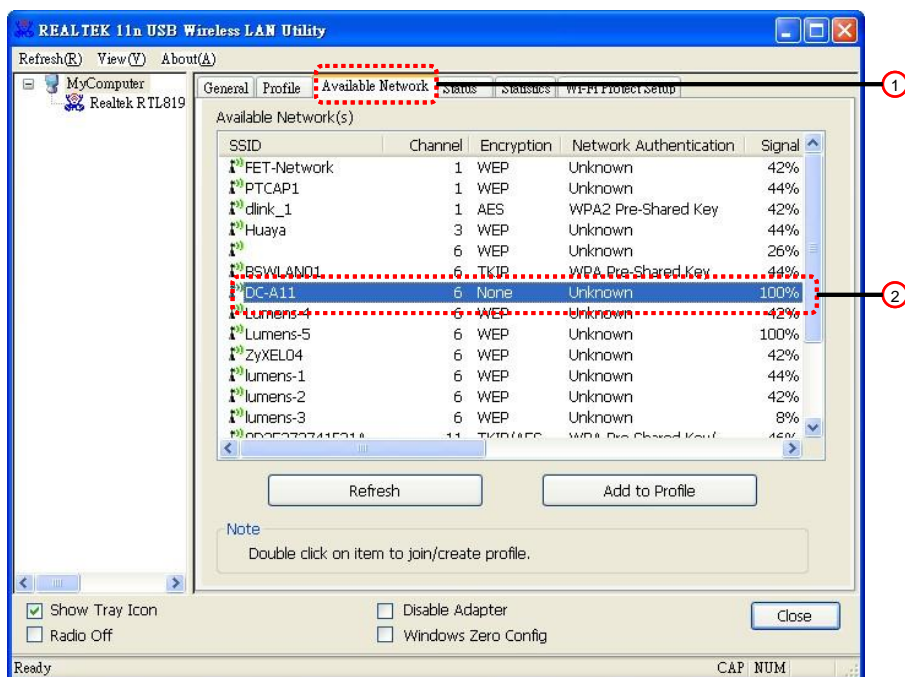 REALTEK 11n USB Wireless LAN Utility
Refresh(R) View(V) About(A)
MyComputer
Realtek RTL819
General Profile Available Network Status Statistics Wi-Fi Protect Setup
1
Available Network(s)
SSID Channel Encryption Network Authentication Signal
FET-Network 1 WEP Unknown 42%
PTCAP1 1 WEP Unknown 44%
dlink_1 1 AES WPA2 Pre-Shared Key 42%
Huaya 3 WEP Unknown 44%
6 WEP Unknown 26%
BSWLAN01 6 TKIP WPA Pre-Shared Key 44%
DC-A11 6 None Unknown 100%
2
Lumens-4 6 WEP Unknown 42%
Lumens-5 6 WEP Unknown 100%
ZyXEL04 6 WEP Unknown 42%
lumens-1 6 WEP Unknown 44%
lumens-2 6 WEP Unknown 42%
lumens-3 6 WEP Unknown 8%
11 WPA Pre-Shared Key/ 46%
Refresh Add to Profile
Note
Double click on item to join/create profile.
Show Tray Icon Disable Adapter Close
Radio Off Windows Zero Config
Ready CAP NUM